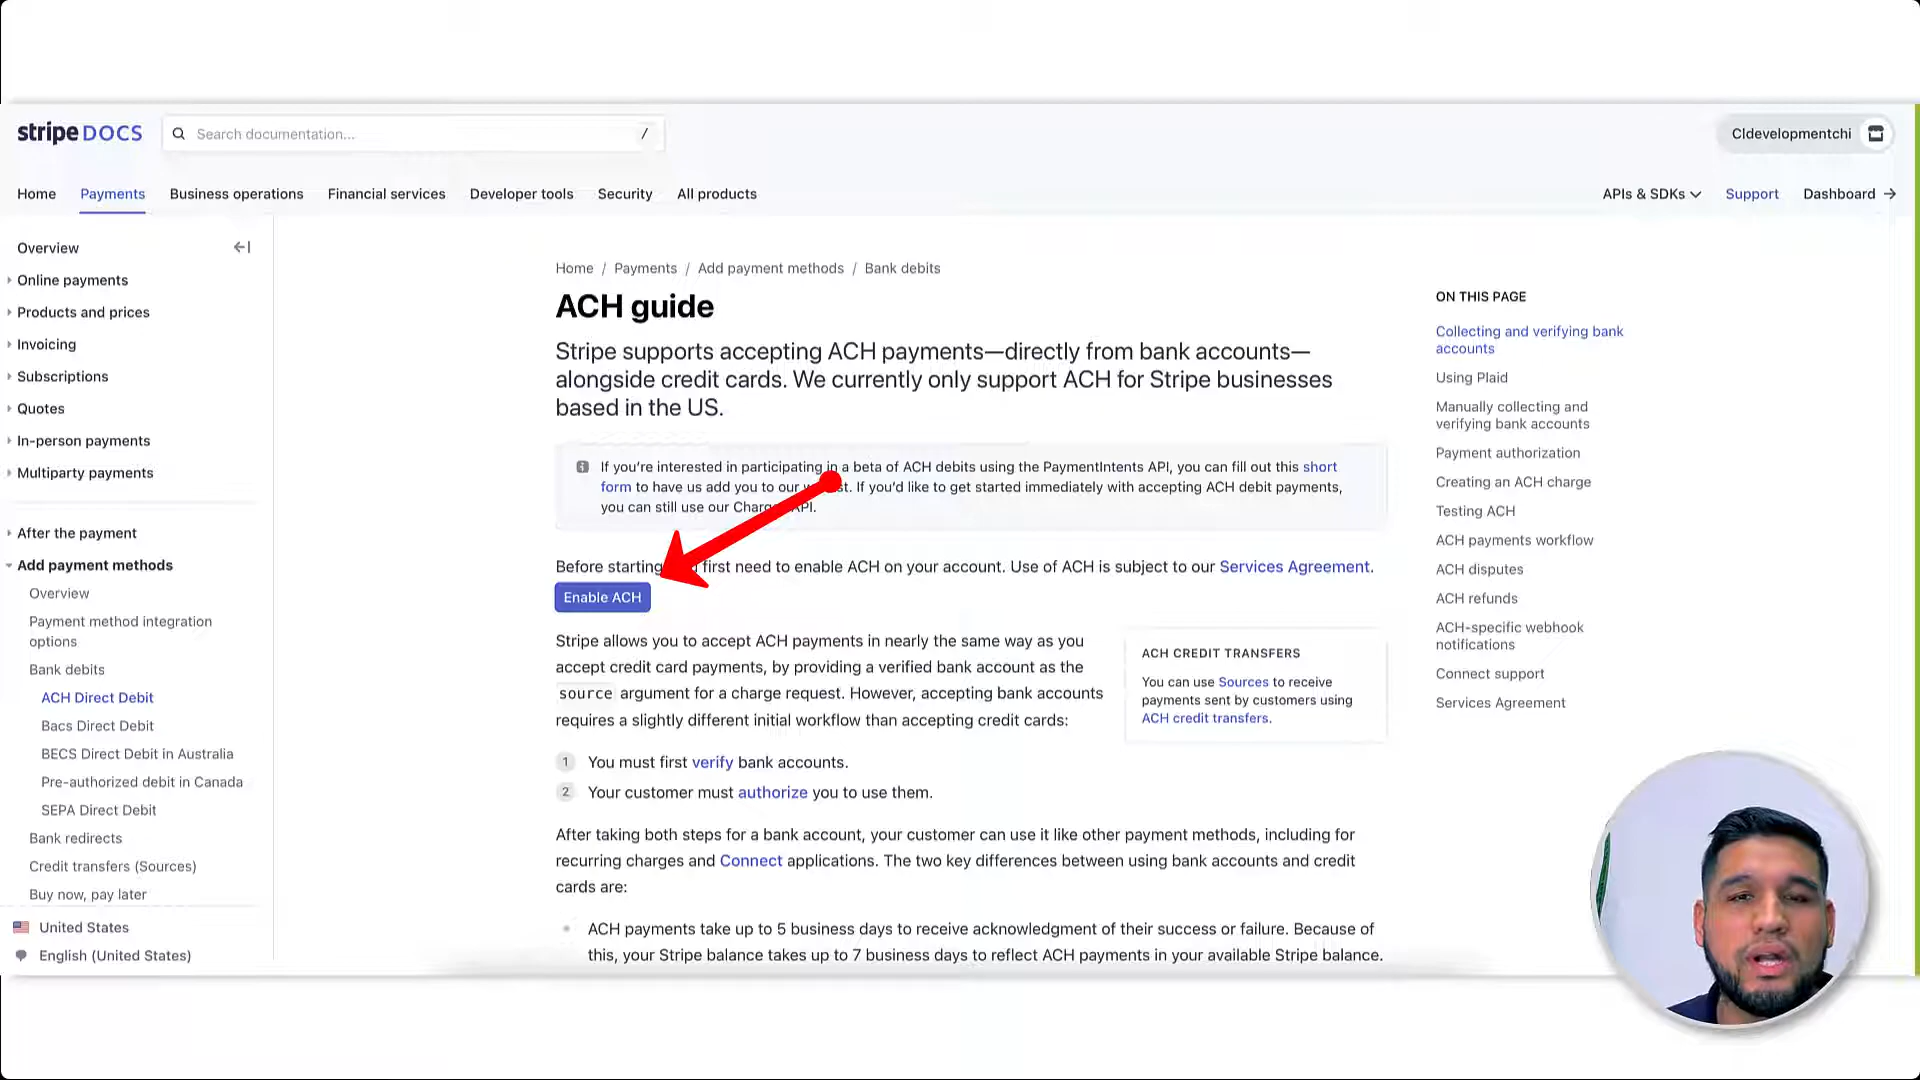 stripe DOCS
Search documentation...
/
Cldevelopmentchi
Home
Payments
Business operations
Financial services
Developer tools
Security
All products
APIs & SDKs
Support
Dashboard
Overview
Online payments
Products and prices
Invoicing
Subscriptions
Quotes
In-person payments
Multiparty payments
After the payment
Add payment methods
Overview
Payment method integration
options
Bank debits
ACH Direct Debit
Bacs Direct Debit
BECS Direct Debit in Australia
Pre-authorized debit in Canada
SEPA Direct Debit
Bank redirects
Credit transfers (Sources)
Buy now, pay later
United States
English (United States)
Home / Payments / Add payment methods / Bank debits
ACH guide
Stripe supports accepting ACH payments—directly from bank accounts—
alongside credit cards. We currently only support ACH for Stripe businesses
based in the US.
If you’re interested in participating in a beta of ACH debits using the PaymentIntents API, you can fill out this short
form to have us add you to our If you’d like to get started immediately with accepting ACH debit payments,
you can still use our API.
Before starting first need to enable ACH on your account. Use of ACH is subject to our Services Agreement.
Enable ACH
Stripe allows you to accept ACH payments in nearly the same way as you
accept credit card payments, by providing a verified bank account as the
source argument for a charge request. However, accepting bank accounts
requires a slightly different initial workflow than accepting credit cards:
ACH CREDIT TRANSFERS
You can use Sources to receive
payments sent by customers using
ACH credit transfers.
1 You must first verify bank accounts.
2 Your customer must authorize you to use them.
After taking both steps for a bank account, your customer can use it like other payment methods, including for
recurring charges and Connect applications. The two key differences between using bank accounts and credit
cards are:
ACH payments take up to 5 business days to receive acknowledgment of their success or failure. Because of
this, your Stripe balance takes up to 7 business days to reflect ACH payments in your available Stripe balance.
ON THIS PAGE
Collecting and verifying bank
accounts
Using Plaid
Manually collecting and
verifying bank accounts
Payment authorization
Creating an ACH charge
Testing ACH
ACH payments workflow
ACH disputes
ACH refunds
ACH-specific webhook
notifications
Connect support
Services Agreement